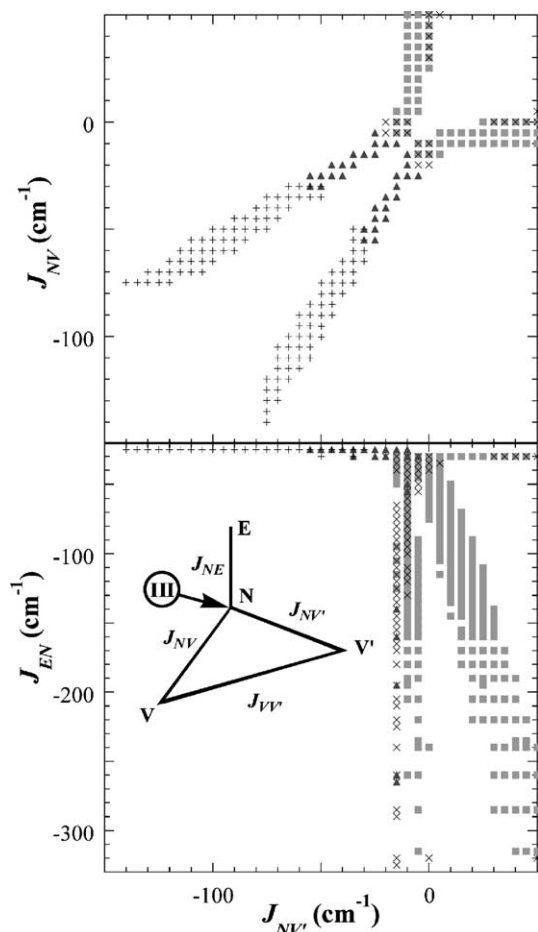 0
-100
J_NV (cm⁻¹)
-100
-200
-300
J_EN (cm⁻¹)
E
J_NE
III
N
J_NV'
J_NV
V'
J_VV'
V
-100
0
J_NV' (cm⁻¹)